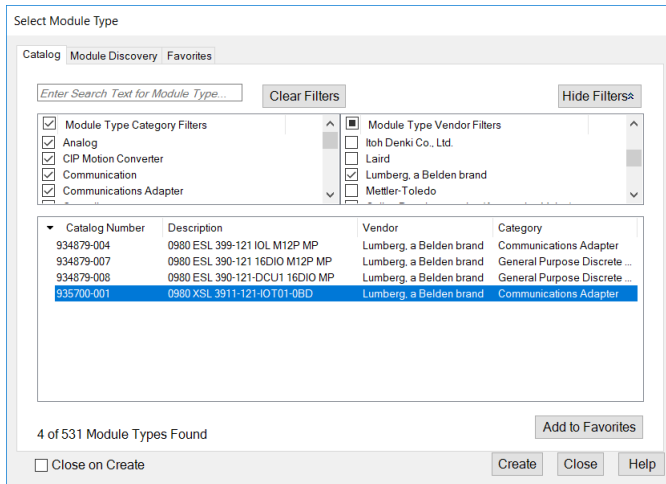 Select Module Type
Catalog Module Discovery Favorites
Enter Search Text for Module Type...
Clear Filters
Hide Filters
Module Type Category Filters
Analog
CIP Motion Converter
Communication
Communications Adapter
Module Type Vendor Filters
Itoh Denki Co., Ltd.
Laird
Lumberg, a Belden brand
Mettler-Toledo
Catalog Number Description Vendor Category
934879-004 0980 ESL 399-121 IOL M12P MP Lumberg, a Belden brand Communications Adapter
934879-007 0980 ESL 390-121 16DIO M12P MP Lumberg, a Belden brand General Purpose Discrete ...
934879-008 0980 ESL 390-121-DCU1 16DIO MP Lumberg, a Belden brand General Purpose Discrete ...
935700-001 0980 XSL 3911-121-IOT01-0BD Lumberg, a Belden brand Communications Adapter
4 of 531 Module Types Found
Add to Favorites
Close on Create
Create Close Help